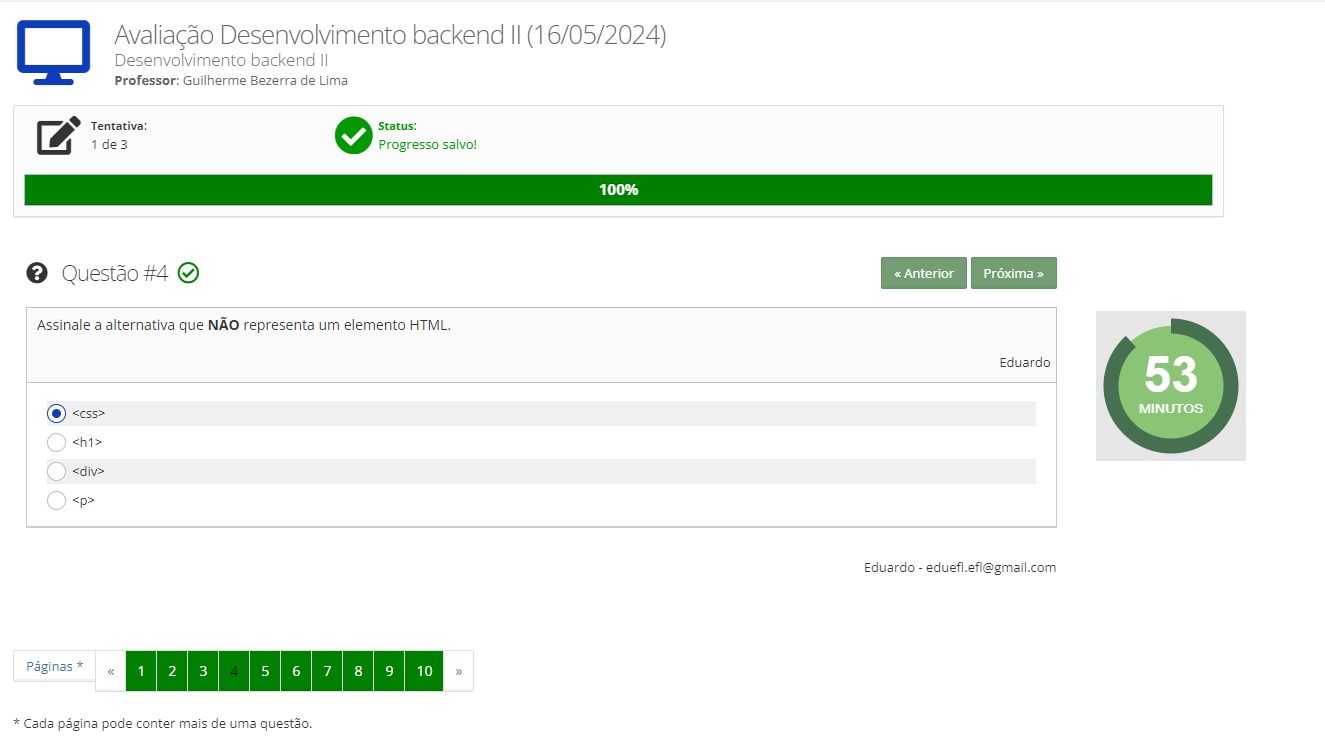 Avaliação Desenvolvimento backend II (16/05/2024)
Desenvolvimento backend II
Professor: Guilherme Bezerra de Lima
Tentativa:
1 de 3
Status:
Progresso salvo!
100%
Questão #4
« Anterior
Próxima »
Assinale a alternativa que NÃO representa um elemento HTML.
Eduardo
<css>
<h1>
<div>
<p>
53
MINUTOS
Eduardo - eduefl.efl@gmail.com
Páginas *
« 1 2 3 4 5 6 7 8 9 10 »
* Cada página pode conter mais de uma questão.